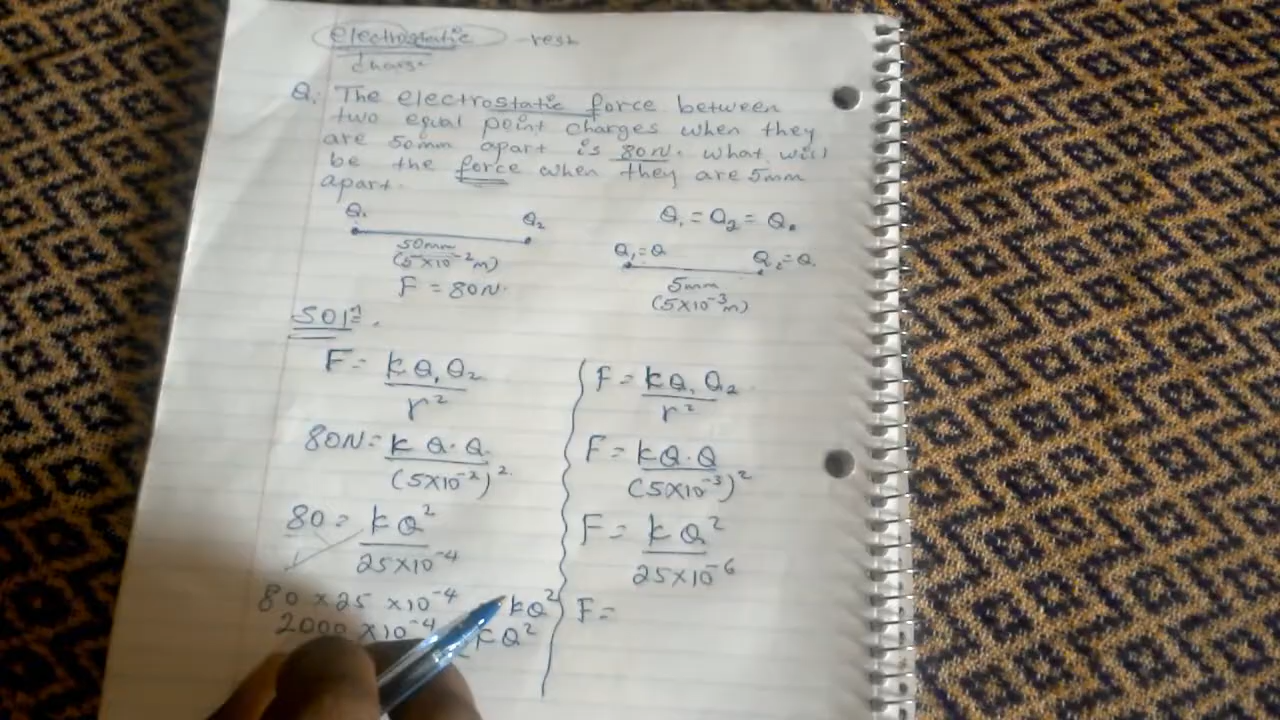 electrostatic - rest
charge
Q. The electrostatic force between
two equal point charges when they
are 50mm apart is 80N. What will
be the force when they are 5mm
apart.
Q₁ Q₂
50mm
(5×10⁻²m)
F = 80N.
Q₁ = Q₂ = Q.
Q₁=Q Q₂=Q.
5mm
(5×10⁻³m)
SOLⁿ.
F = kQ₁Q₂
r²
80N = k Q·Q
(5×10⁻²)²
80 = kQ²
25×10⁻⁴
80 × 25 × 10⁻⁴ kQ²
2000 × 10⁻⁴ = kQ²
F = kQ₁Q₂
r²
F = kQ·Q
(5×10⁻³)²
F = kQ²
25×10⁻⁶
F =